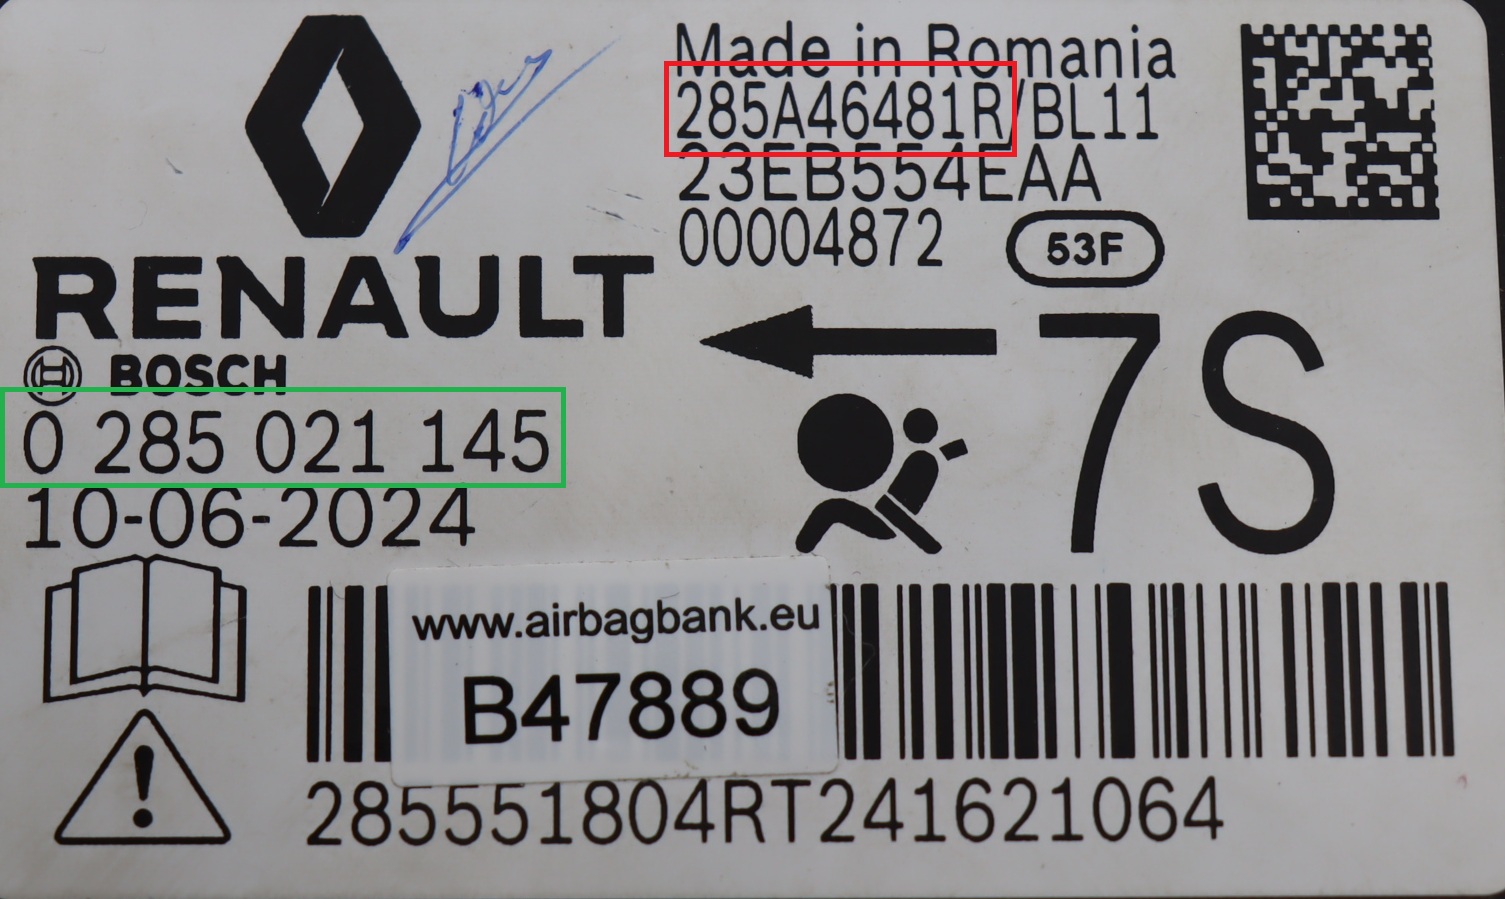 Made in Romania
285A46481R/BL11
23EB554EAA
00004872
53F
RENAULT
BOSCH
0 285 021 145
10-06-2024
7S
www.airbagbank.eu
B47889
285551804RT241621064